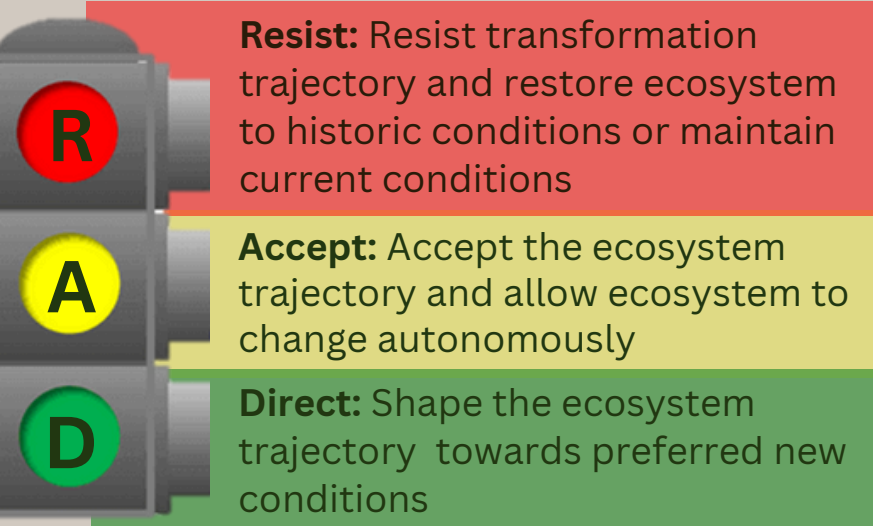 R
Resist: Resist transformation
trajectory and restore ecosystem
to historic conditions or maintain
current conditions
A
Accept: Accept the ecosystem
trajectory and allow ecosystem to
change autonomously
D
Direct: Shape the ecosystem
trajectory  towards preferred new
conditions